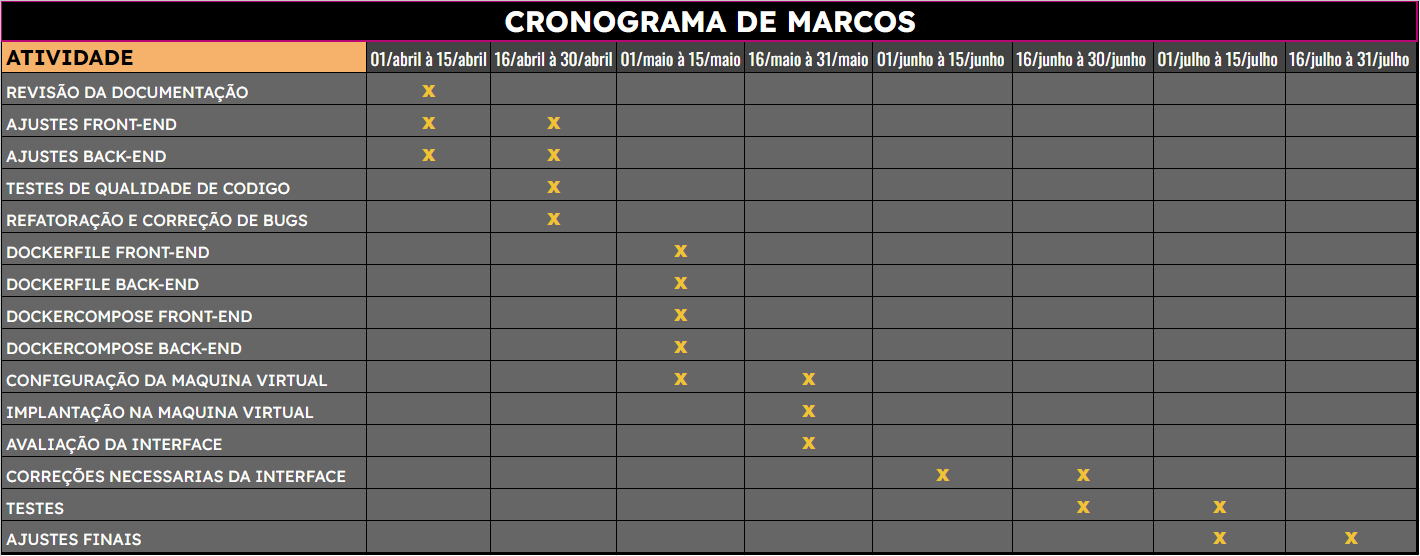 CRONOGRAMA DE MARCOS
ATIVIDADE 01/abril à 15/abril 16/abril à 30/abril 01/maio à 15/maio 16/maio à 31/maio 01/junho à 15/junho 16/junho à 30/junho 01/julho à 15/julho 16/julho à 31/julho
REVISÃO DA DOCUMENTAÇÃO X
AJUSTES FRONT-END X X
AJUSTES BACK-END X X
TESTES DE QUALIDADE DE CODIGO X
REFATORAÇÃO E CORREÇÃO DE BUGS X
DOCKERFILE FRONT-END X
DOCKERFILE BACK-END X
DOCKERCOMPOSE FRONT-END X
DOCKERCOMPOSE BACK-END X
CONFIGURAÇÃO DA MAQUINA VIRTUAL X X
IMPLANTAÇÃO NA MAQUINA VIRTUAL X
AVALIAÇÃO DA INTERFACE X
CORREÇÕES NECESSARIAS DA INTERFACE X X
TESTES X X
AJUSTES FINAIS X X